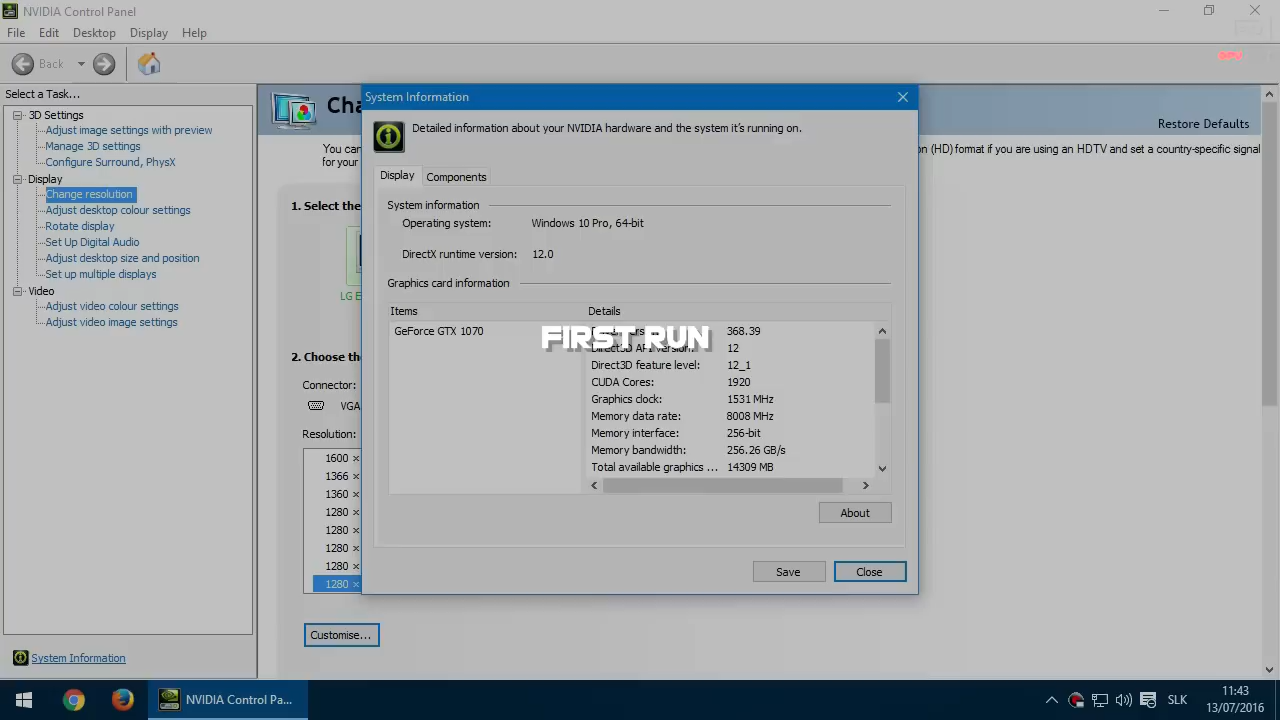 NVIDIA Control Panel
File Edit Desktop Display Help
Back
Select a Task...
3D Settings
Adjust image settings with preview
Manage 3D settings
Configure Surround, PhysX
Display
Change resolution
Adjust desktop colour settings
Rotate display
Set Up Digital Audio
Adjust desktop size and position
Set up multiple displays
Video
Adjust video colour settings
Adjust video image settings
System Information
Cha
Restore Defaults
You can
(HD) format if you are using an HDTV and set a country-specific signal
for your
1. Select the
LG E
2. Choose the
Connector:
VGA
Resolution:
1600 ×
1366 ×
1360 ×
1280 ×
1280 ×
1280 ×
1280 ×
1280 ×
Customise...
System Information
Detailed information about your NVIDIA hardware and the system it's running on.
Display Components
System information
Operating system: Windows 10 Pro, 64-bit
DirectX runtime version: 12.0
Graphics card information
Items Details
GeForce GTX 1070
368.39
FIRST RUN
Direct3D API version: 12
Direct3D feature level: 12_1
CUDA Cores: 1920
Graphics clock: 1531 MHz
Memory data rate: 8008 MHz
Memory interface: 256-bit
Memory bandwidth: 256.26 GB/s
Total available graphics ... 14309 MB
About
Save Close
NVIDIA Control Pa...
SLK
11:43
13/07/2016